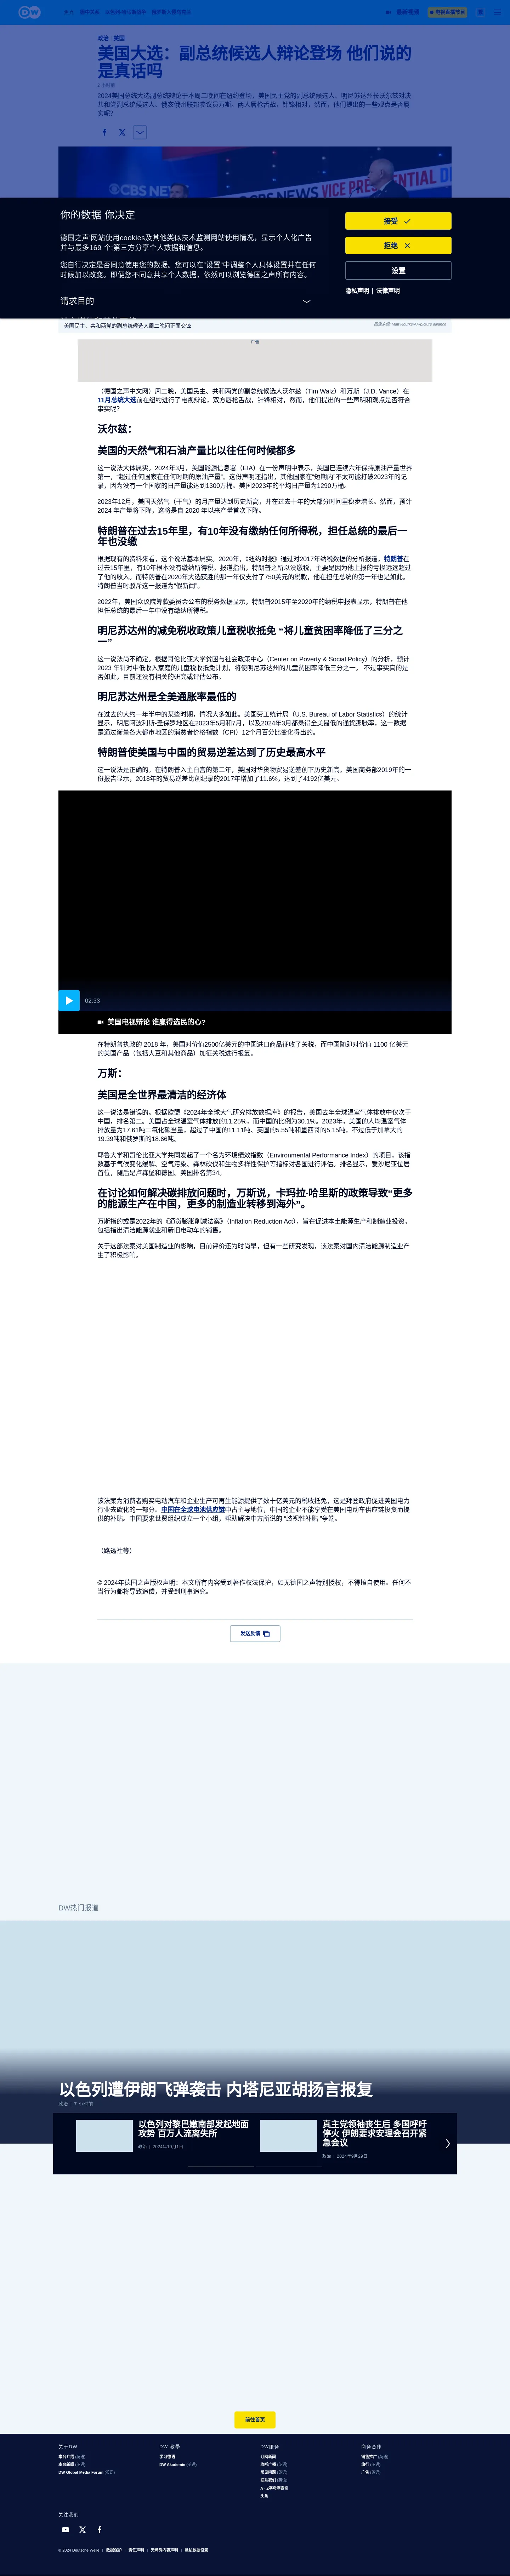 最新视频
在线直播节目
繁
政治 | 美国
美国大选：副总统候选人辩论登场 他们说的
是真话吗
2024美国总统大选副总统辩论于本周二晚间在纽约登场，美国民主党的副总统候选人、明尼苏达州长沃尔兹对决
共和党副总统候选人、俄亥俄州联邦参议员万斯，两人唇枪舌战，针锋相对，然而，他们提出的一些观点是否属
实呢?
CBS NEWS
CBS NEWS
VICE PRESIDENTIAL DE
你的数据 你决定
德国之声˙网站使用cookies及其他类似技术监测网站使用情况，显示个人化广告
并与最多169 个˙第三方分享个人数据和信息。
您自行决定是否同意使用您的数据。您可以在“设置”中调整个人具体设置并在任何
时候加以改变。即便您不同意共享个人数据，依然可以浏览德国之声所有内容。
请求目的
接受
拒绝
设置
隐私声明 | 法律声明
美国民主、共和两党的副总统候选人周二晚间正面交锋
图像来源: Matt Rourke/AP/picture alliance
广告
（德国之声中文网）周二晚，美国民主、共和两党的副总统候选人沃尔兹（Tim Walz）和万斯（J.D. Vance）在
11月总统大选前在纽约进行了电视辩论，双方唇枪舌战，针锋相对，然而，他们提出的一些声明和观点是否符合
事实呢？
沃尔兹：
美国的天然气和石油产量比以往任何时候都多
这一说法大体属实。2024年3月，美国能源信息署（EIA）在一份声明中表示，美国已连续六年保持原油产量世界
第一，"超过任何国家在任何时期的原油产量"。这份声明还指出，其他国家在"短期内"不太可能打破2023年的记
录，因为没有一个国家的日产量能达到1300万桶。美国2023年的平均日产量为1290万桶。
2023年12月，美国天然气（干气）的月产量达到历史新高，并在过去十年的大部分时间里稳步增长。然而，预计
2024 年产量将下降，这将是自 2020 年以来产量首次下降。
特朗普在过去15年里，有10年没有缴纳任何所得税，担任总统的最后一
年也没缴
根据现有的资料来看，这个说法基本属实。2020年，《纽约时报》通过对2017年纳税数据的分析报道，特朗普在
过去15年里，有10年根本没有缴纳所得税。报道指出，特朗普之所以没缴税，主要是因为他上报的亏损远远超过
了他的收入。而特朗普在2020年大选获胜的那一年仅支付了750美元的税款，他在担任总统的第一年也是如此。
特朗普当时驳斥这一报道为"假新闻"。
2022年，美国众议院筹款委员会公布的税务数据显示，特朗普2015年至2020年的纳税申报表显示，特朗普在他
担任总统的最后一年中没有缴纳所得税。
明尼苏达州的减免税收政策儿童税收抵免 “将儿童贫困率降低了三分之
一”
这一说法尚不确定。根据哥伦比亚大学贫困与社会政策中心（Center on Poverty & Social Policy）的分析，预计
2023 年针对中低收入家庭的儿童税收抵免计划，将使明尼苏达州的儿童贫困率降低三分之一。 不过事实真的是
否如此，目前还没有相关的研究或评估公布。
明尼苏达州是全美通胀率最低的
在过去的大约一年半中的某些时期，情况大多如此。美国劳工统计局（U.S. Bureau of Labor Statistics）的统计
显示，明尼阿波利斯-圣保罗地区在2023年5月和7月，以及2024年3月都录得全美最低的通货膨胀率，这一数据
是通过衡量各大都市地区的消费者价格指数（CPI）12个月百分比变化得出的。
特朗普使美国与中国的贸易逆差达到了历史最高水平
这一说法是正确的。在特朗普入主白宫的第二年，美国对华货物贸易逆差创下历史新高。美国商务部2019年的一
份报告显示，2018年的贸易逆差比创纪录的2017年增加了11.6%，达到了4192亿美元。
02:33
美国电视辩论 谁赢得选民的心?
在特朗普执政的 2018 年，美国对价值2500亿美元的中国进口商品征收了关税，而中国随即对价值 1100 亿美元
的美国产品（包括大豆和其他商品）加征关税进行报复。
万斯：
美国是全世界最清洁的经济体
这一说法是错误的。根据欧盟《2024年全球大气研究排放数据库》的报告，美国去年全球温室气体排放中仅次于
中国，排名第二。美国占全球温室气体排放的11.25%，而中国的比例为30.1%。2023年，美国的人均温室气体
排放量为17.61吨二氧化碳当量，超过了中国的11.11吨、英国的5.55吨和墨西哥的5.15吨，不过低于加拿大的
19.39吨和俄罗斯的18.66吨。
耶鲁大学和哥伦比亚大学共同发起了一个名为环境绩效指数（Environmental Performance Index）的项目，该指
数基于气候变化缓解、空气污染、森林砍伐和生物多样性保护等指标对各国进行评估。排名显示，爱沙尼亚位居
首位，随后是卢森堡和德国。美国排名第34。
在讨论如何解决碳排放问题时，万斯说，卡玛拉·哈里斯的政策导致“更多
的能源生产在中国，更多的制造业转移到海外”。
万斯指的或是2022年的《通货膨胀削减法案》（Inflation Reduction Act），旨在促进本土能源生产和制造业投资，
包括指出清洁能源就业和新旧电动车的销售。
关于这部法案对美国制造业的影响，目前评价还为时尚早，但有一些研究发现，该法案对国内清洁能源制造业产
生了积极影响。
该法案为消费者购买电动汽车和企业生产可再生能源提供了数十亿美元的税收抵免，这是拜登政府促进美国电力
行业去碳化的一部分。中国在全球电池供应链中占主导地位，中国的企业不能享受在美国电动车供应链投资而提
供的补贴。中国要求世贸组织成立一个小组，帮助解决中方所说的 "歧视性补贴 "争端。
（路透社等）
© 2024年德国之声版权声明：本文所有内容受到著作权法保护，如无德国之声特别授权，不得擅自使用。任何不
当行为都将导致追偿，并受到刑事追究。
发送反馈
DW热门报道
以色列遭伊朗飞弹袭击 内塔尼亚胡扬言报复
政治 | 7 小时前
以色列对黎巴嫩南部发起地面
攻势 百万人流离失所
政治 | 2024年10月1日
真主党领袖丧生后 多国呼吁
停火 伊朗要求安理会召开紧
急会议
政治 | 2024年9月29日
前往首页
关于DW
本台介绍 (英语)
本台新闻 (英语)
DW Global Media Forum (英语)
DW 教學
学习德语
DW Akademie (英语)
DW服务
订阅新闻
收听广播 (英语)
常见问题 (英语)
联系我们 (英语)
A - Z字母序索引
头条
商务合作
销售推广 (英语)
旅行 (英语)
广告 (英语)
关注我们
© 2024 Deutsche Welle | 数据保护 | 责任声明 | 无障碍内容声明 | 隐私数据设置